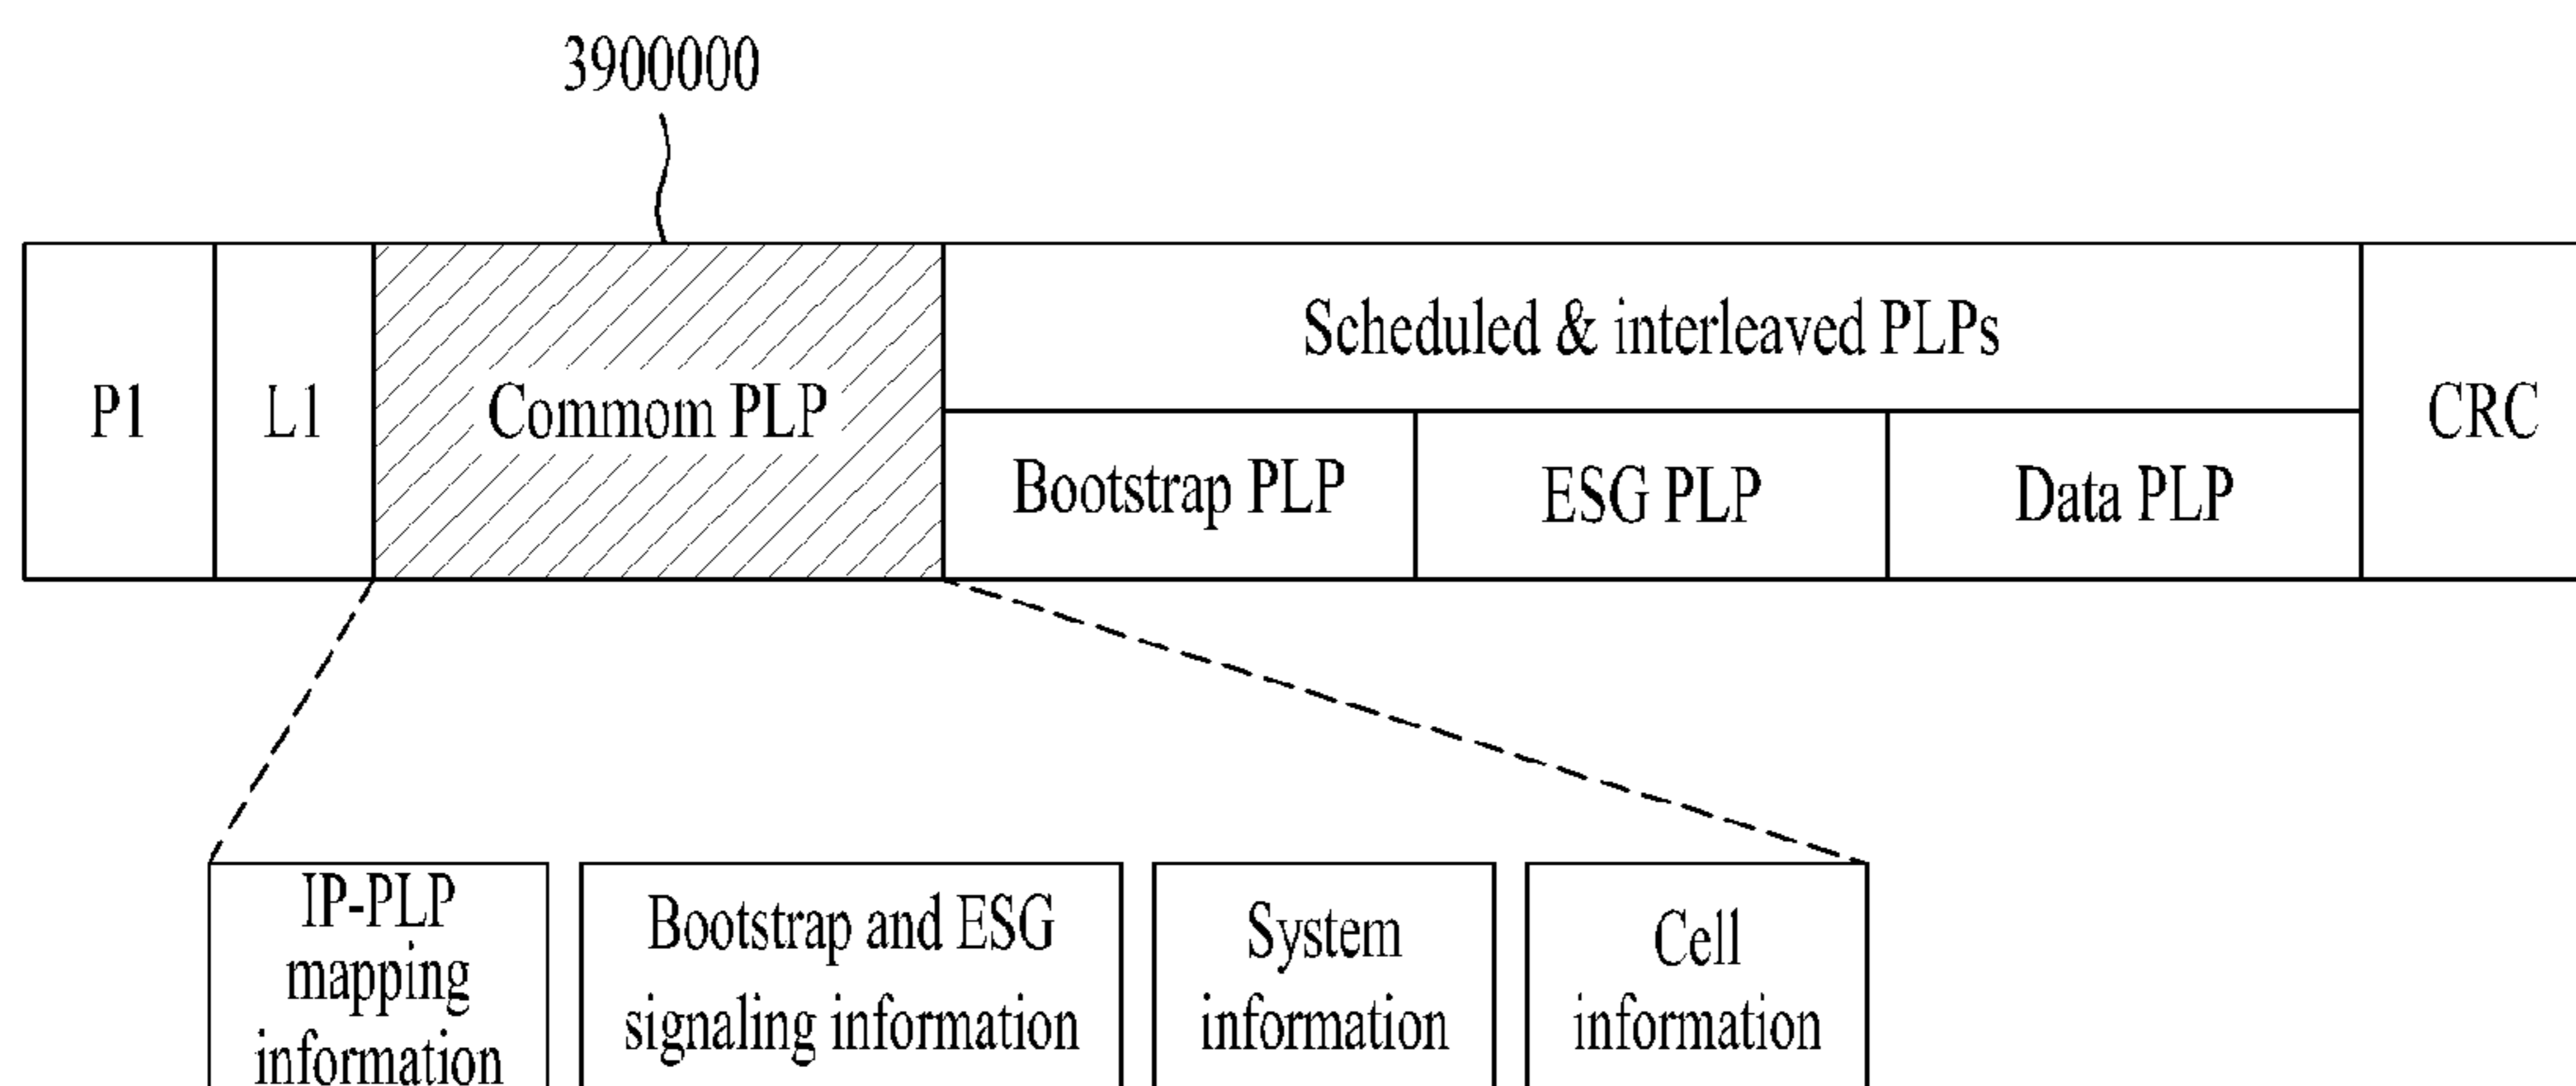 3900000
P1
L1
Commom PLP
Scheduled & interleaved PLPs
Bootstrap PLP
ESG PLP
Data PLP
CRC
IP-PLP
mapping
information
Bootstrap and ESG
signaling information
System
information
Cell
information